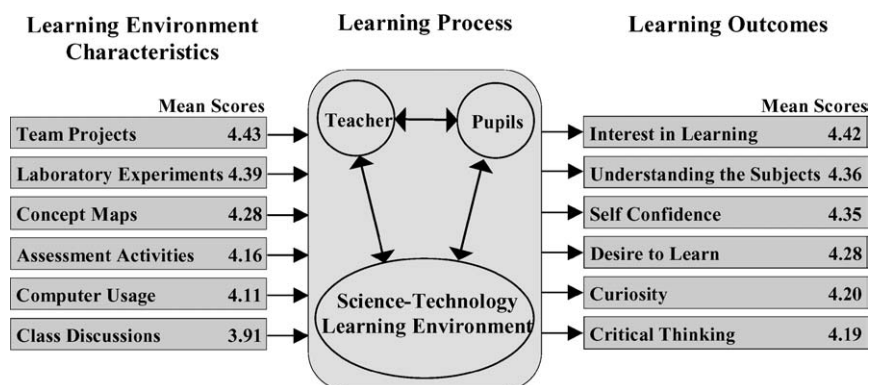 Learning Environment
Characteristics
Mean Scores
Team Projects 4.43
Laboratory Experiments 4.39
Concept Maps 4.28
Assessment Activities 4.16
Computer Usage 4.11
Class Discussions 3.91
Learning Process
Teacher
Pupils
Science-Technology
Learning Environment
Learning Outcomes
Mean Scores
Interest in Learning 4.42
Understanding the Subjects 4.36
Self Confidence 4.35
Desire to Learn 4.28
Curiosity 4.20
Critical Thinking 4.19